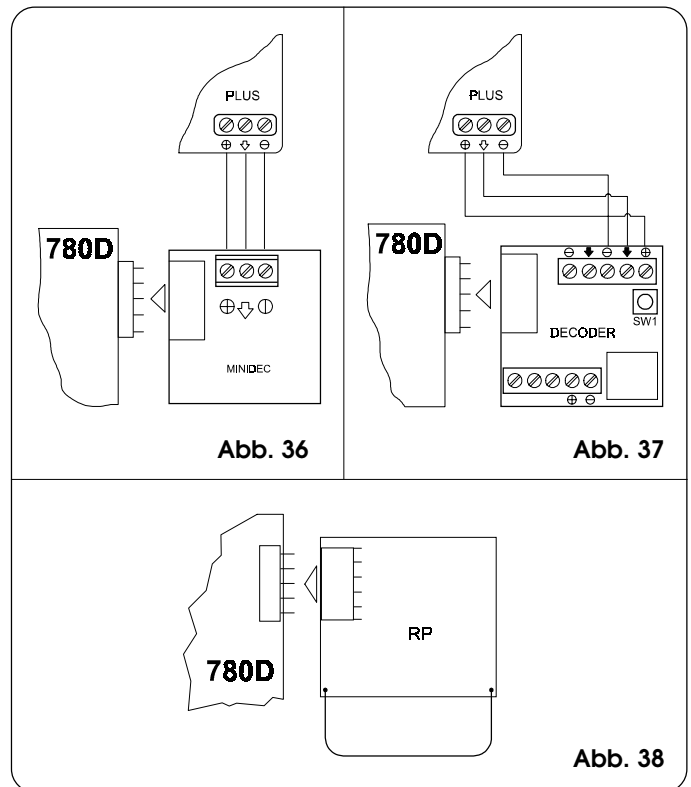 PLUS
⊕ ⇩ ⊖
780D
⊕ ⇩ ⊖
MINIDEC
Abb. 36
PLUS
⊕ ⇩ ⊖
780D
⊖ ⬇ ⊖ ⬇ ⊕
SW1
DECODER
⊕ ⊖
Abb. 37
780D
RP
Abb. 38